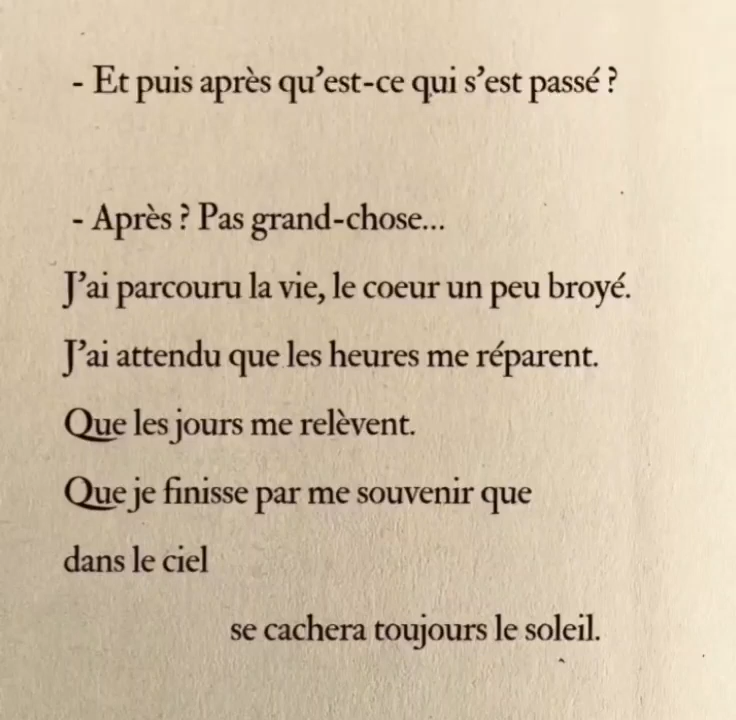 - Et puis après qu’est-ce qui s’est passé ?
- Après ? Pas grand-chose...
J’ai parcouru la vie, le coeur un peu broyé.
J’ai attendu que les heures me réparent.
Que les jours me relèvent.
Que je finisse par me souvenir que
dans le ciel
se cachera toujours le soleil.